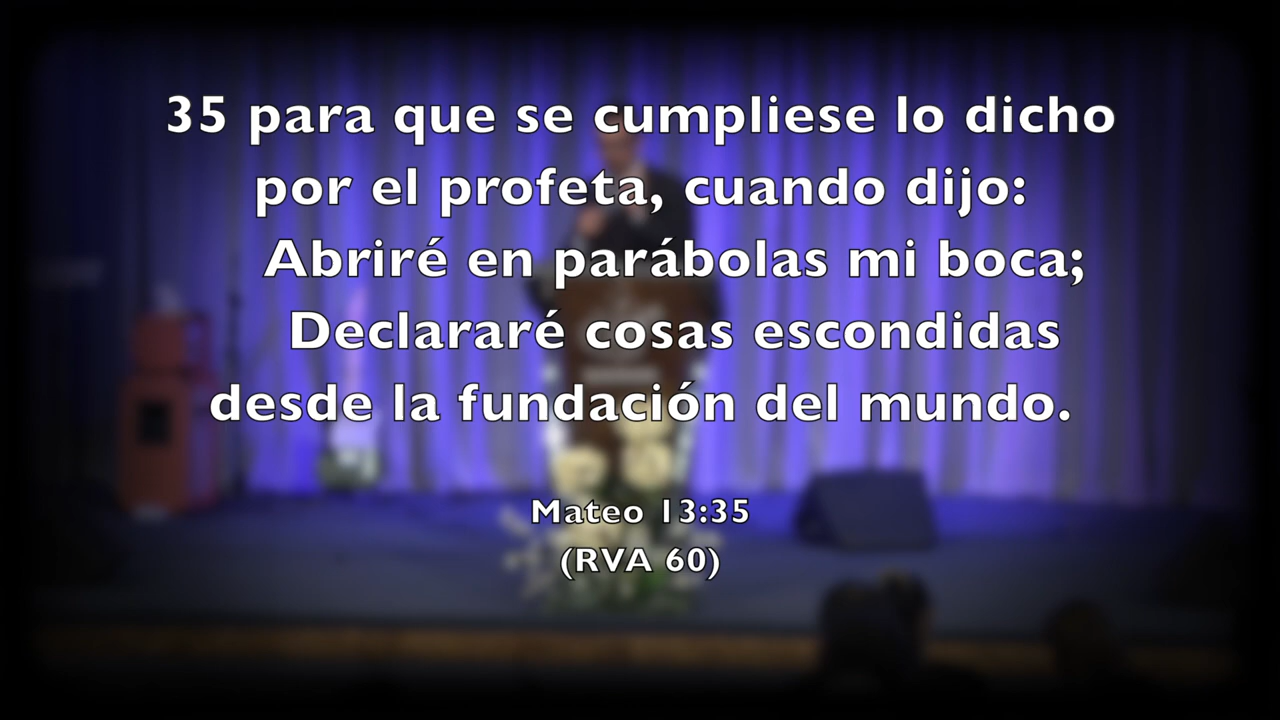 35 para que se cumpliese lo dicho
por el profeta, cuando dijo:
Abriré en parábolas mi boca;
Declararé cosas escondidas
desde la fundación del mundo.
Mateo 13:35
(RVA 60)